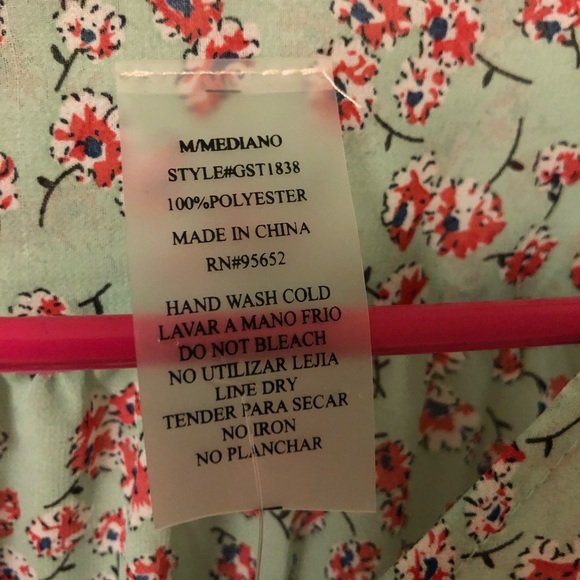 M/MEDIANO
STYLE#GST1838
100%POLYESTER
MADE IN CHINA
RN#95652
HAND WASH COLD
LAVAR A MANO FRIO
DO NOT BLEACH
NO UTILIZAR LEJIA
LINE DRY
TENDER PARA SECAR
NO IRON
NO PLANCHAR